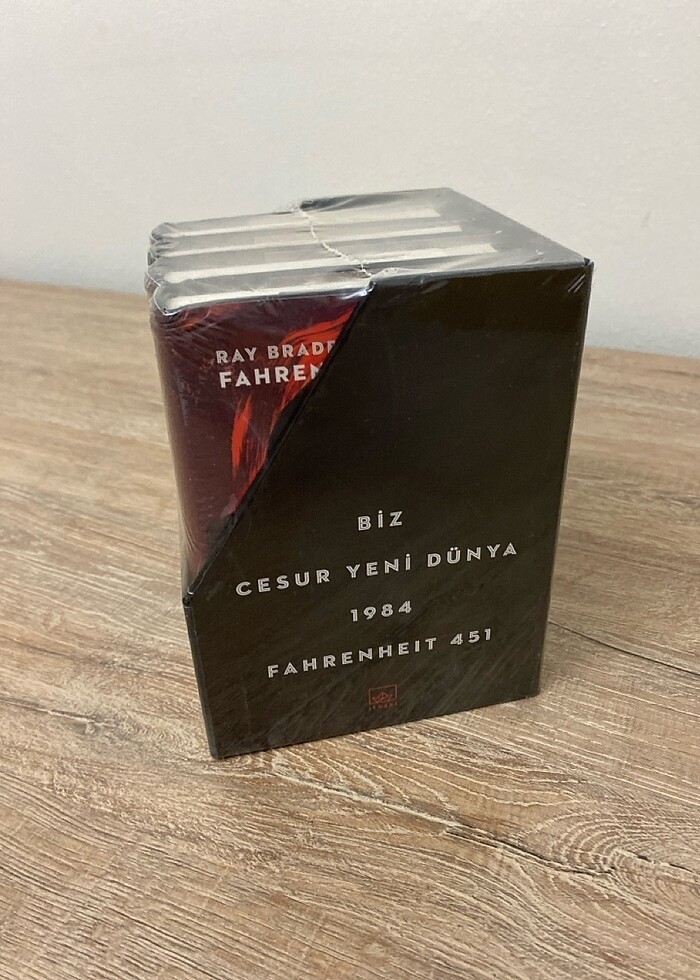 RAY BRADB
FAHREN
BİZ
CESUR YENİ DÜNYA
1984
FAHRENHEIT 451